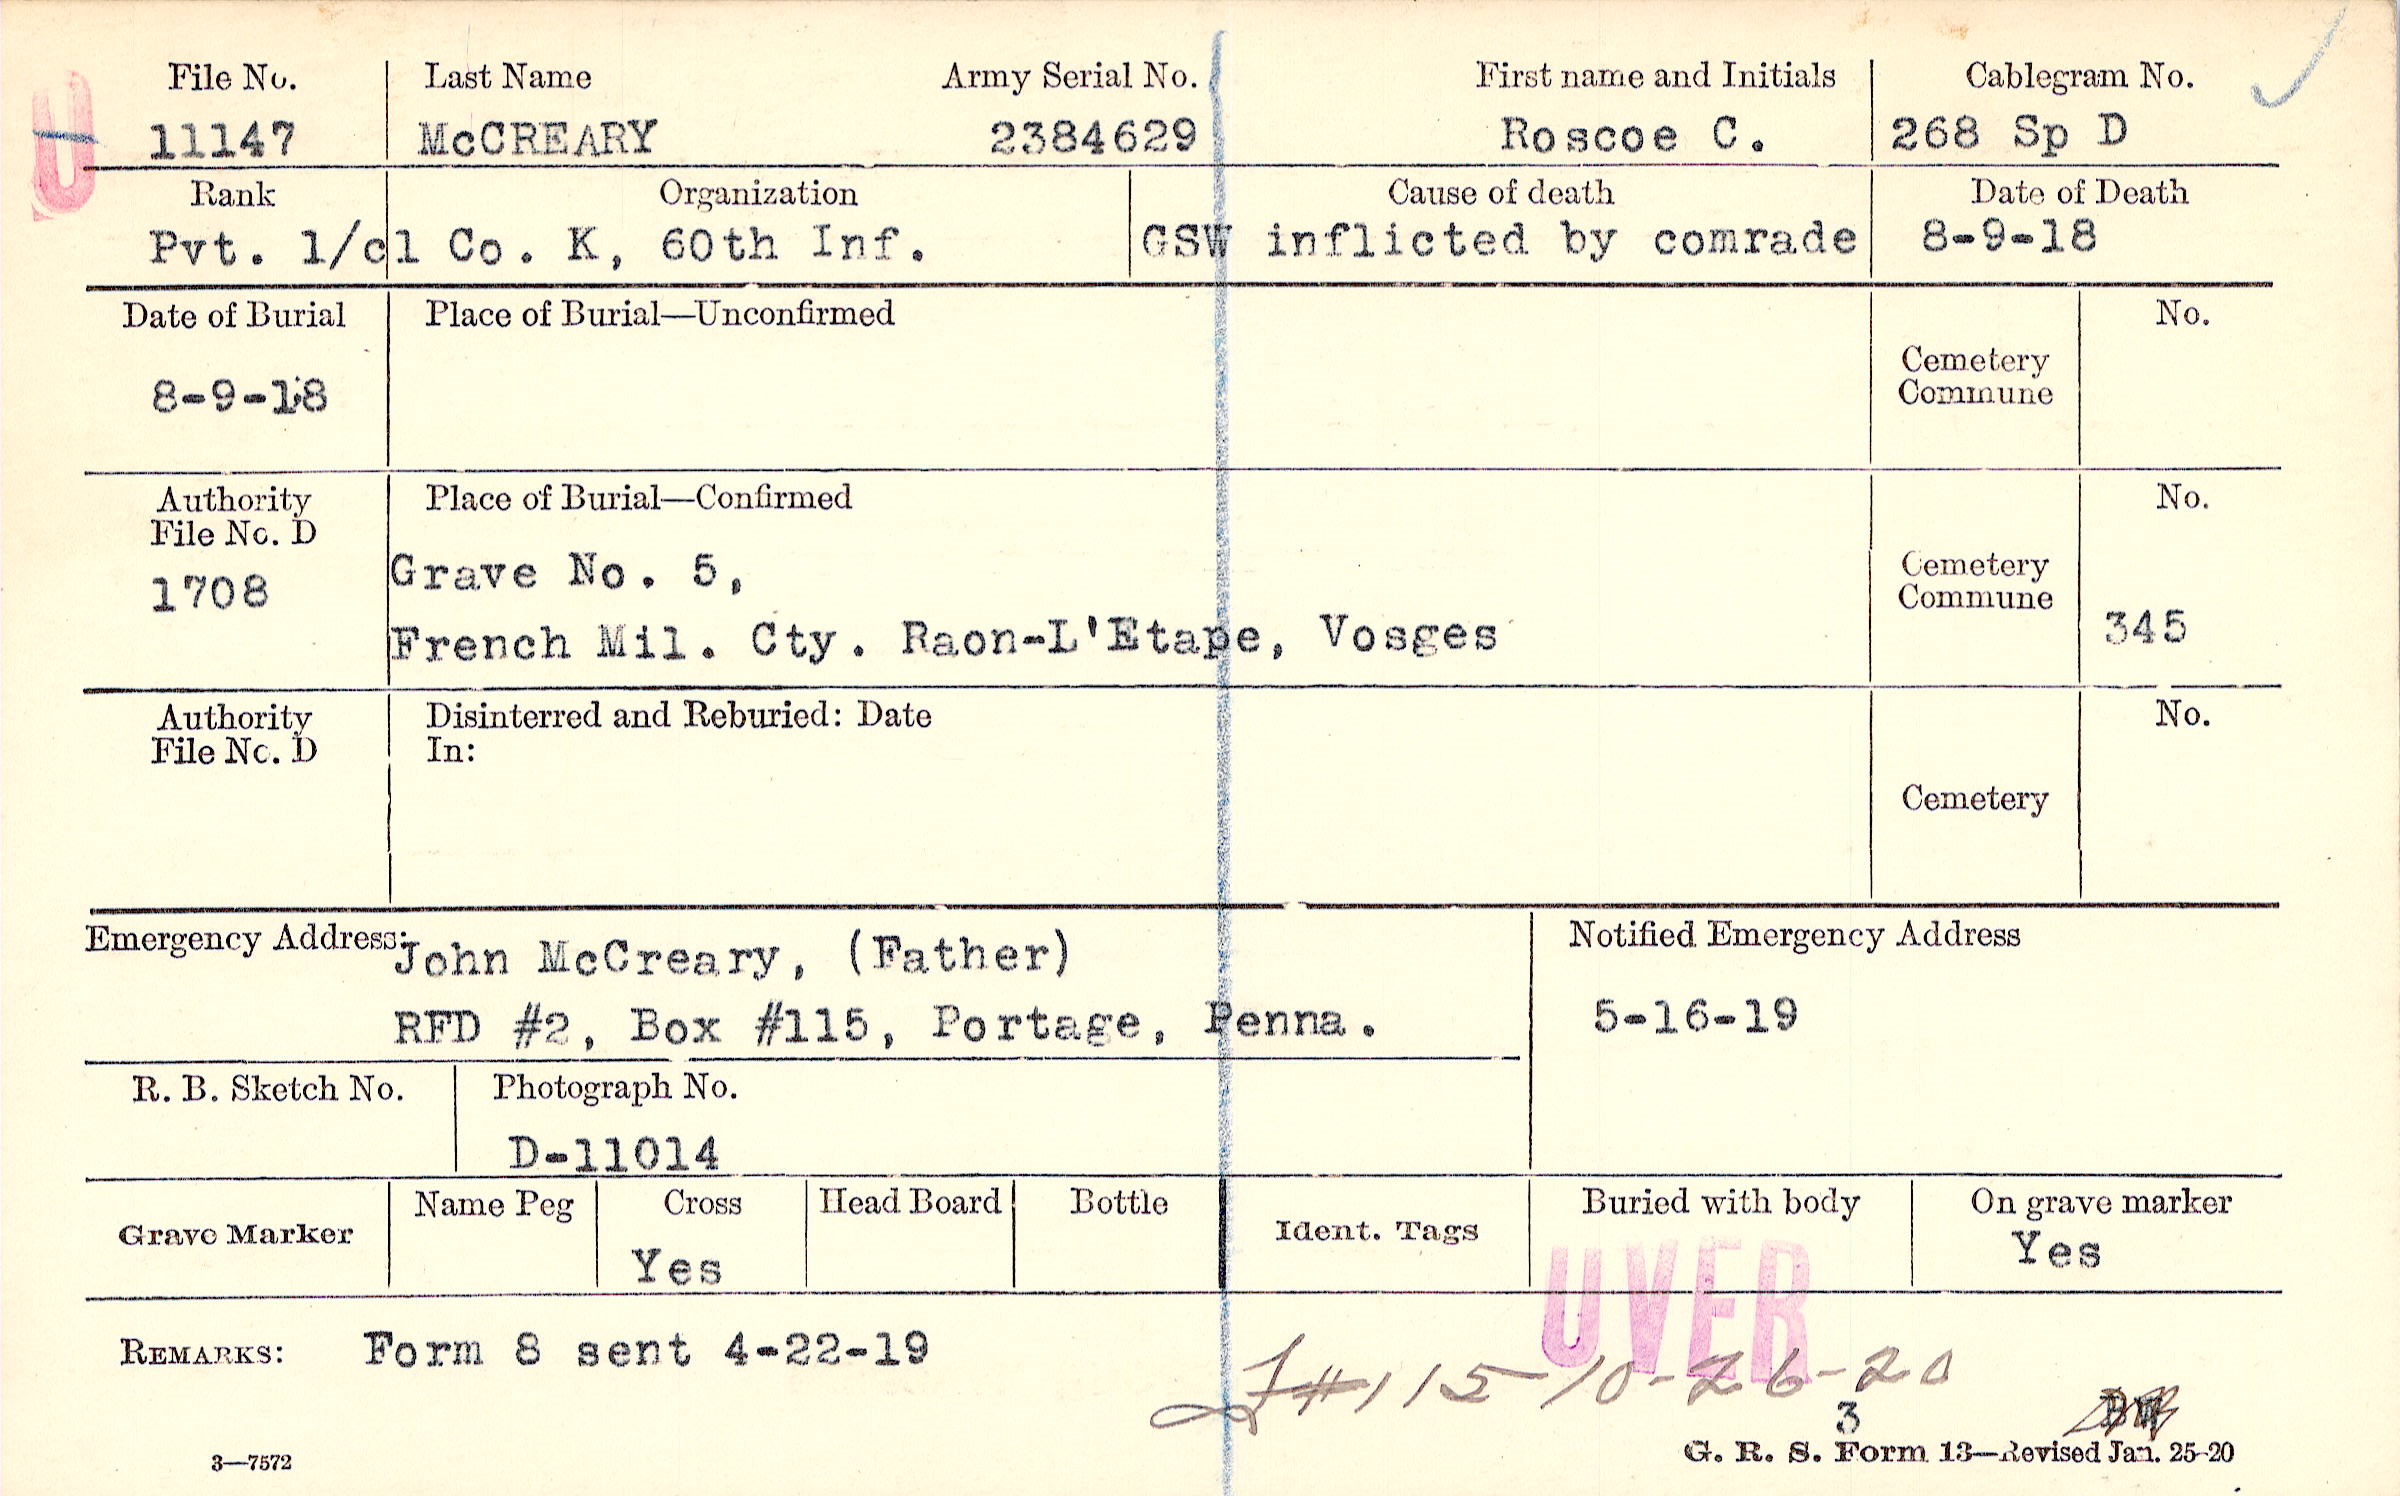 File No. Last Name Army Serial No. First name and Initials Cablegram No.
U 11147 McCREARY 2384629 Roscoe C. 268 Sp D
Rank Organization Cause of death Date of Death
Pvt. 1/cl Co. K, 60th Inf. GSW inflicted by comrade 8-9-18
Date of Burial Place of Burial—Unconfirmed No.
8-9-18 Cemetery
Commune
Authority Place of Burial—Confirmed No.
File No. D
1708 Grave No. 5, Cemetery
Commune
French Mil. Cty. Raon-L'Etape, Vosges 345
Authority Disinterred and Reburied: Date No.
File No. D In:
Cemetery
Emergency Address: John McCreary, (Father) Notified Emergency Address
RFD #2, Box #115, Portage, Penna. 5-16-19
R. B. Sketch No. Photograph No.
D-11014
Grave Marker Name Peg Cross Head Board Bottle Ident. Tags Buried with body On grave marker
Yes Yes
UVER
REMARKS: Form 8 sent 4-22-19
#115-10-26-20
3
3—7572 G. R. S. Form 13—Revised Jan. 25-20